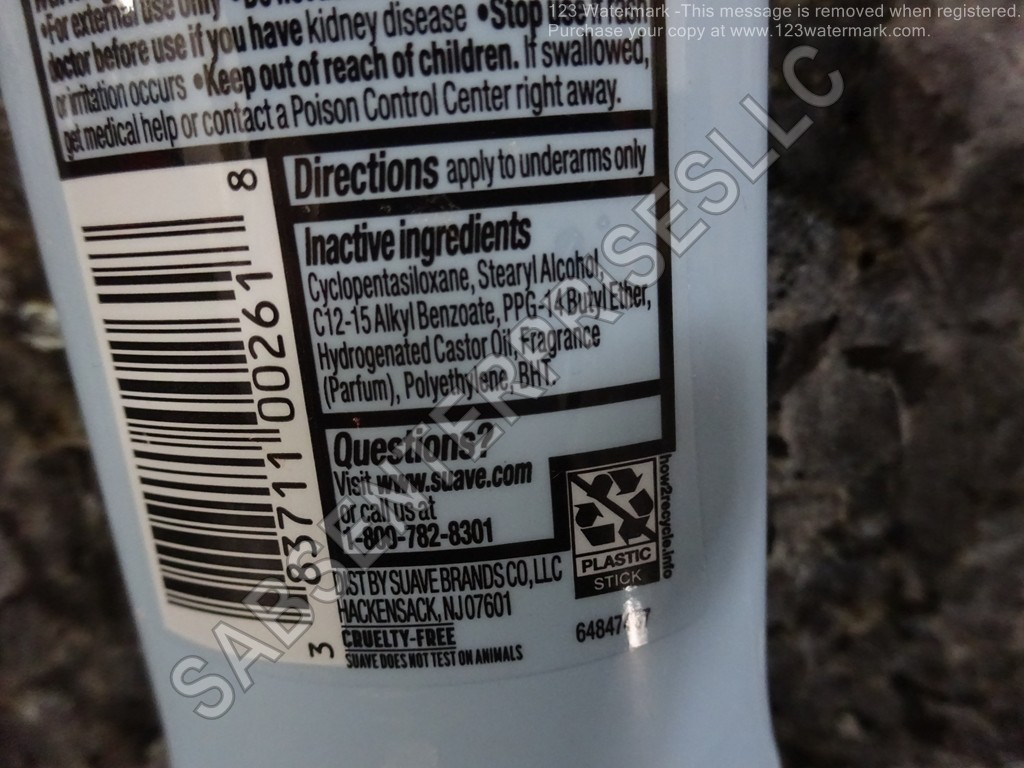 123 Watermark -This message is removed when registered.
Purchase your copy at www.123watermark.com.
•For external use only
doctor before use if you have kidney disease •Stop
or irritation occurs •Keep out of reach of children. If swallowed,
get medical help or contact a Poison Control Center right away.
Directions apply to underarms only
Inactive ingredients
Cyclopentasiloxane, Stearyl Alcohol,
C12-15 Alkyl Benzoate, PPG-14 Butyl Ether,
Hydrogenated Castor Oil, Fragrance
(Parfum), Polyethylene, BHT.
Questions?
Visit www.suave.com
or call us at
1-800-782-8301
DIST BY SUAVE BRANDS CO, LLC
HACKENSACK, NJ 07601
CRUELTY-FREE
SUAVE DOES NOT TEST ON ANIMALS
PLASTIC
STICK
how2recycle.info
3 83711 00261 8
SABSENTERPRISESLLC